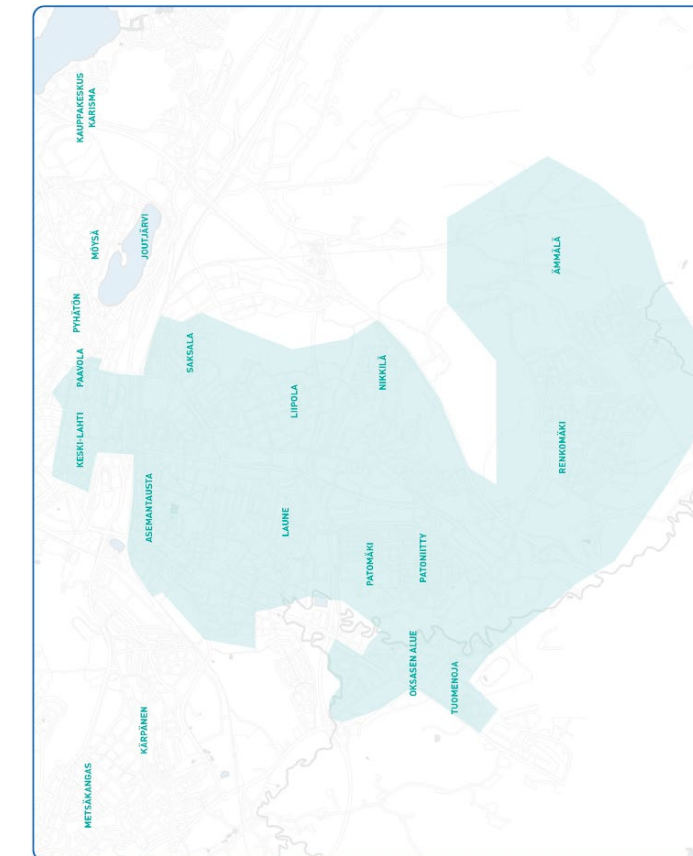 METSÄKANGAS
KÄRPÄNEN
KESKI-LAHTI
PAAVOLA
PYHÄTÖN
MÖYSÄ
KAUPPAKESKUS
KARISMA
JOUTJÄRVI
ASEMANTAUSTA
SAKSALA
LAUNE
LIIPOLA
PATOMÄKI
NIKKILÄ
OKSASEN ALUE
PATONIITTY
TUOMENOJA
RENKOMÄKI
ÄMMÄLÄ